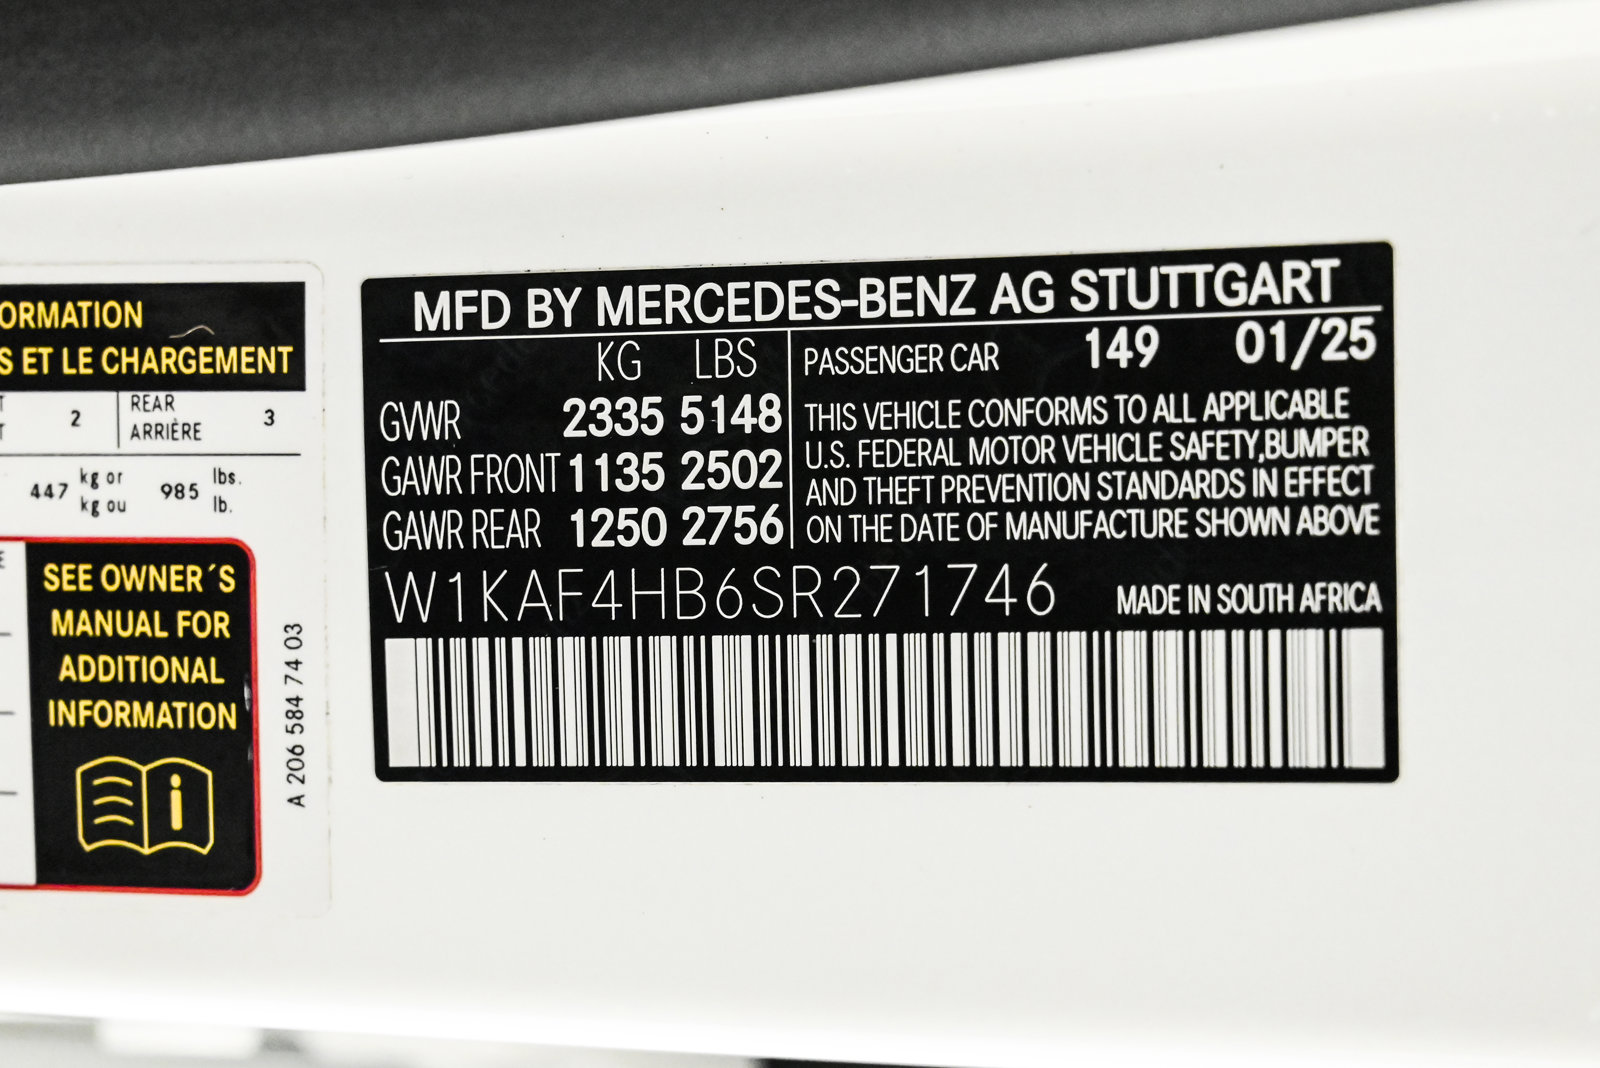 ORMATION
S ET LE CHARGEMENT
T 2 REAR 3
T ARRIÈRE
447 kg or 985 lbs.
kg ou lb.
E
SEE OWNER´S
MANUAL FOR
ADDITIONAL
INFORMATION
A 206 584 74 03
MFD BY MERCEDES-BENZ AG STUTTGART
KG LBS
GVWR 2335 5148
GAWR FRONT 1135 2502
GAWR REAR 1250 2756
PASSENGER CAR 149 01/25
THIS VEHICLE CONFORMS TO ALL APPLICABLE
U.S. FEDERAL MOTOR VEHICLE SAFETY,BUMPER
AND THEFT PREVENTION STANDARDS IN EFFECT
ON THE DATE OF MANUFACTURE SHOWN ABOVE
W1KAF4HB6SR271746
MADE IN SOUTH AFRICA